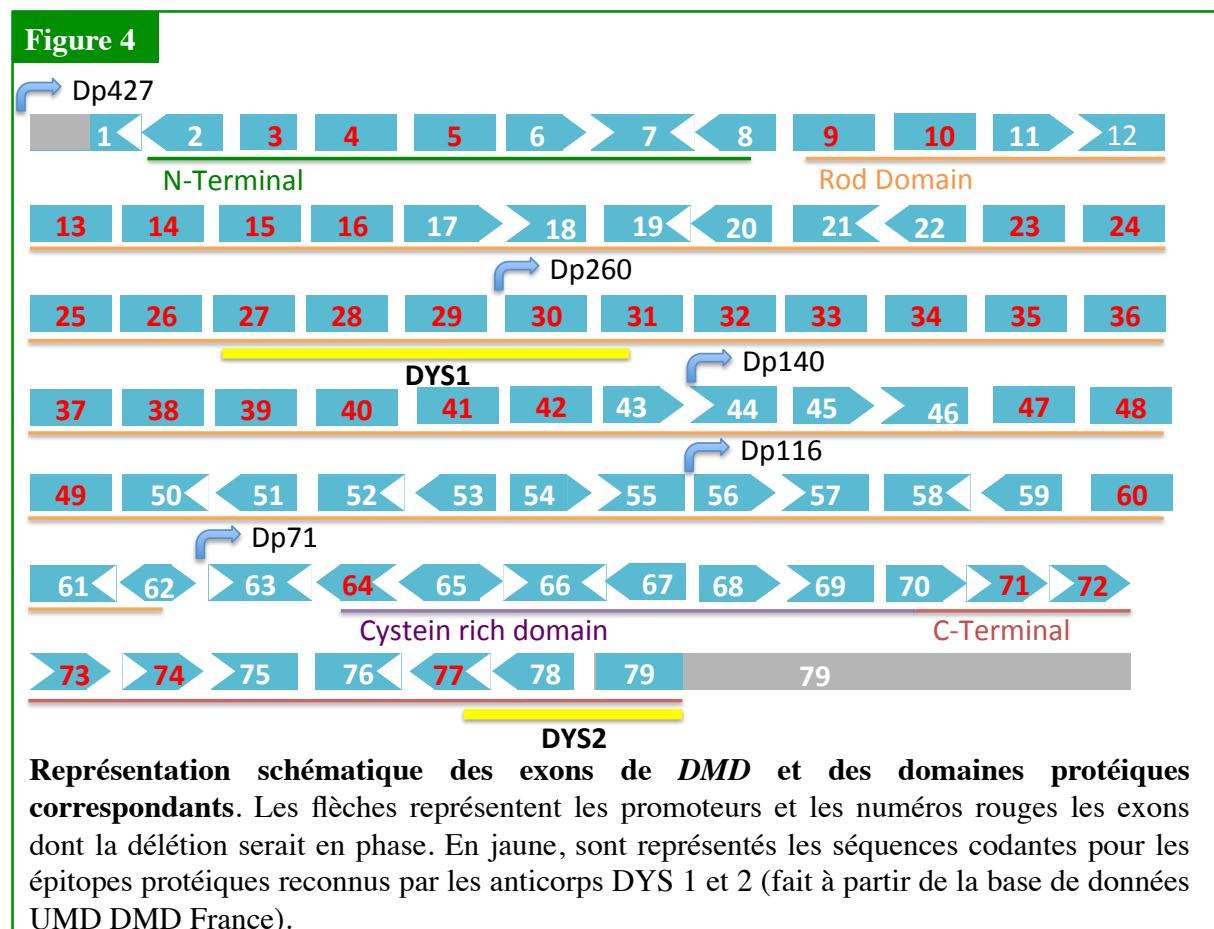 Figure 4
Dp427
1 2 3 4 5 6 7 8 9 10 11 12
N-Terminal Rod Domain
13 14 15 16 17 18 19 20 21 22 23 24
Dp260
25 26 27 28 29 30 31 32 33 34 35 36
DYS1 Dp140
37 38 39 40 41 42 43 44 45 46 47 48
Dp116
49 50 51 52 53 54 55 56 57 58 59 60
Dp71
61 62 63 64 65 66 67 68 69 70 71 72
Cystein rich domain C-Terminal
73 74 75 76 77 78 79 79
DYS2
Représentation schématique des exons de DMD et des domaines protéiques
correspondants. Les flèches représentent les promoteurs et les numéros rouges les exons
dont la délétion serait en phase. En jaune, sont représentés les séquences codantes pour les
épitopes protéiques reconnus par les anticorps DYS 1 et 2 (fait à partir de la base de données
UMD DMD France).